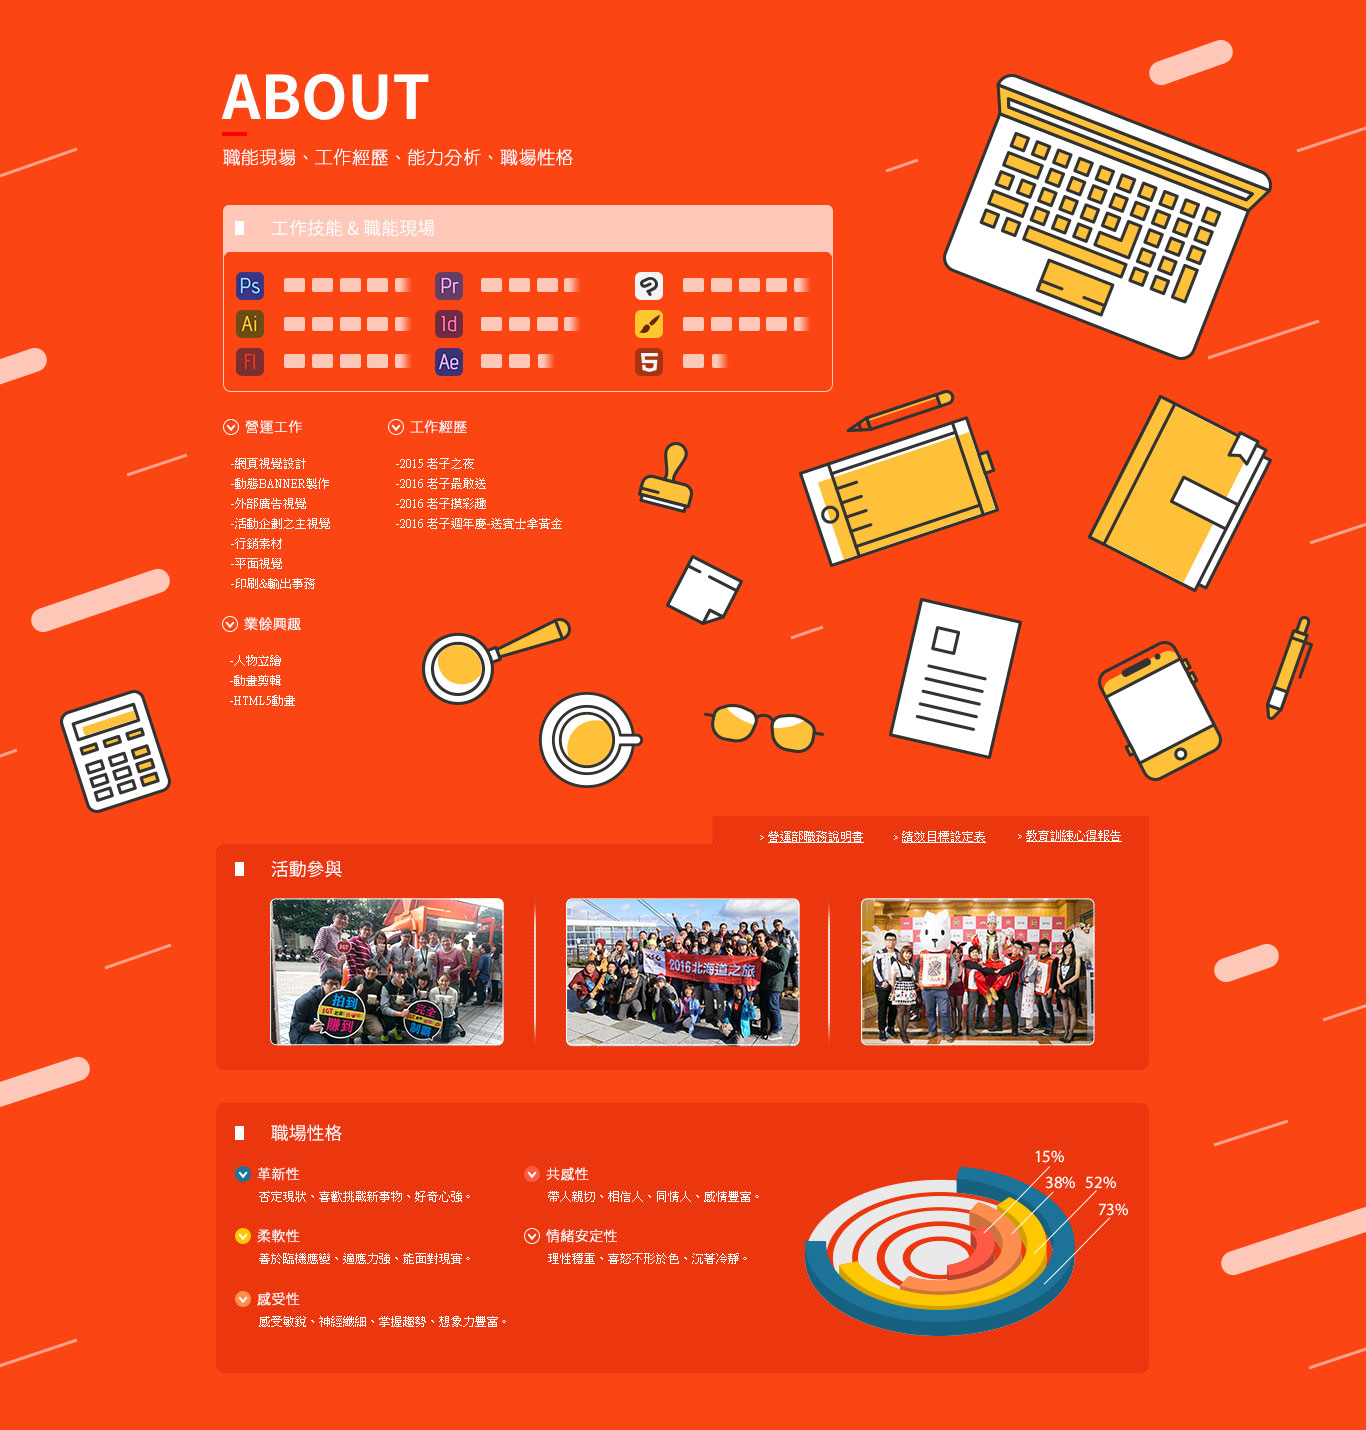 ABOUT
職能現場、工作經歷、能力分析、職場性格
工作技能 & 職能現場
Ps
Pr
Ai
Id
Fl
Ae
5
營運工作
-網頁視覺設計
-動態BANNER製作
-外部廣告視覺
-活動企劃之主視覺
-行銷素材
-平面視覺
-印刷&輸出事務
工作經歷
-2015 老子之夜
-2016 老子最敢送
-2016 老子摸彩趣
-2016 老子週年慶-送賓士拿黃金
業餘興趣
-人物立繪
-動畫剪輯
-HTML5動畫
> 營運部職務說明書
> 績效目標設定表
> 教育訓練心得報告
活動參與
拍到
賺到
完全
制霸
2016北海道之旅
職場性格
革新性
否定現狀、喜歡挑戰新事物、好奇心強。
柔軟性
善於臨機應變、適應力強、能面對現實。
感受性
感受敏銳、神經纖細、掌握趨勢、想象力豐富。
共感性
帶人親切、相信人、同情人、感情豐富。
情緒安定性
理性穩重、喜怒不形於色、沉著冷靜。
15%
38%
52%
73%